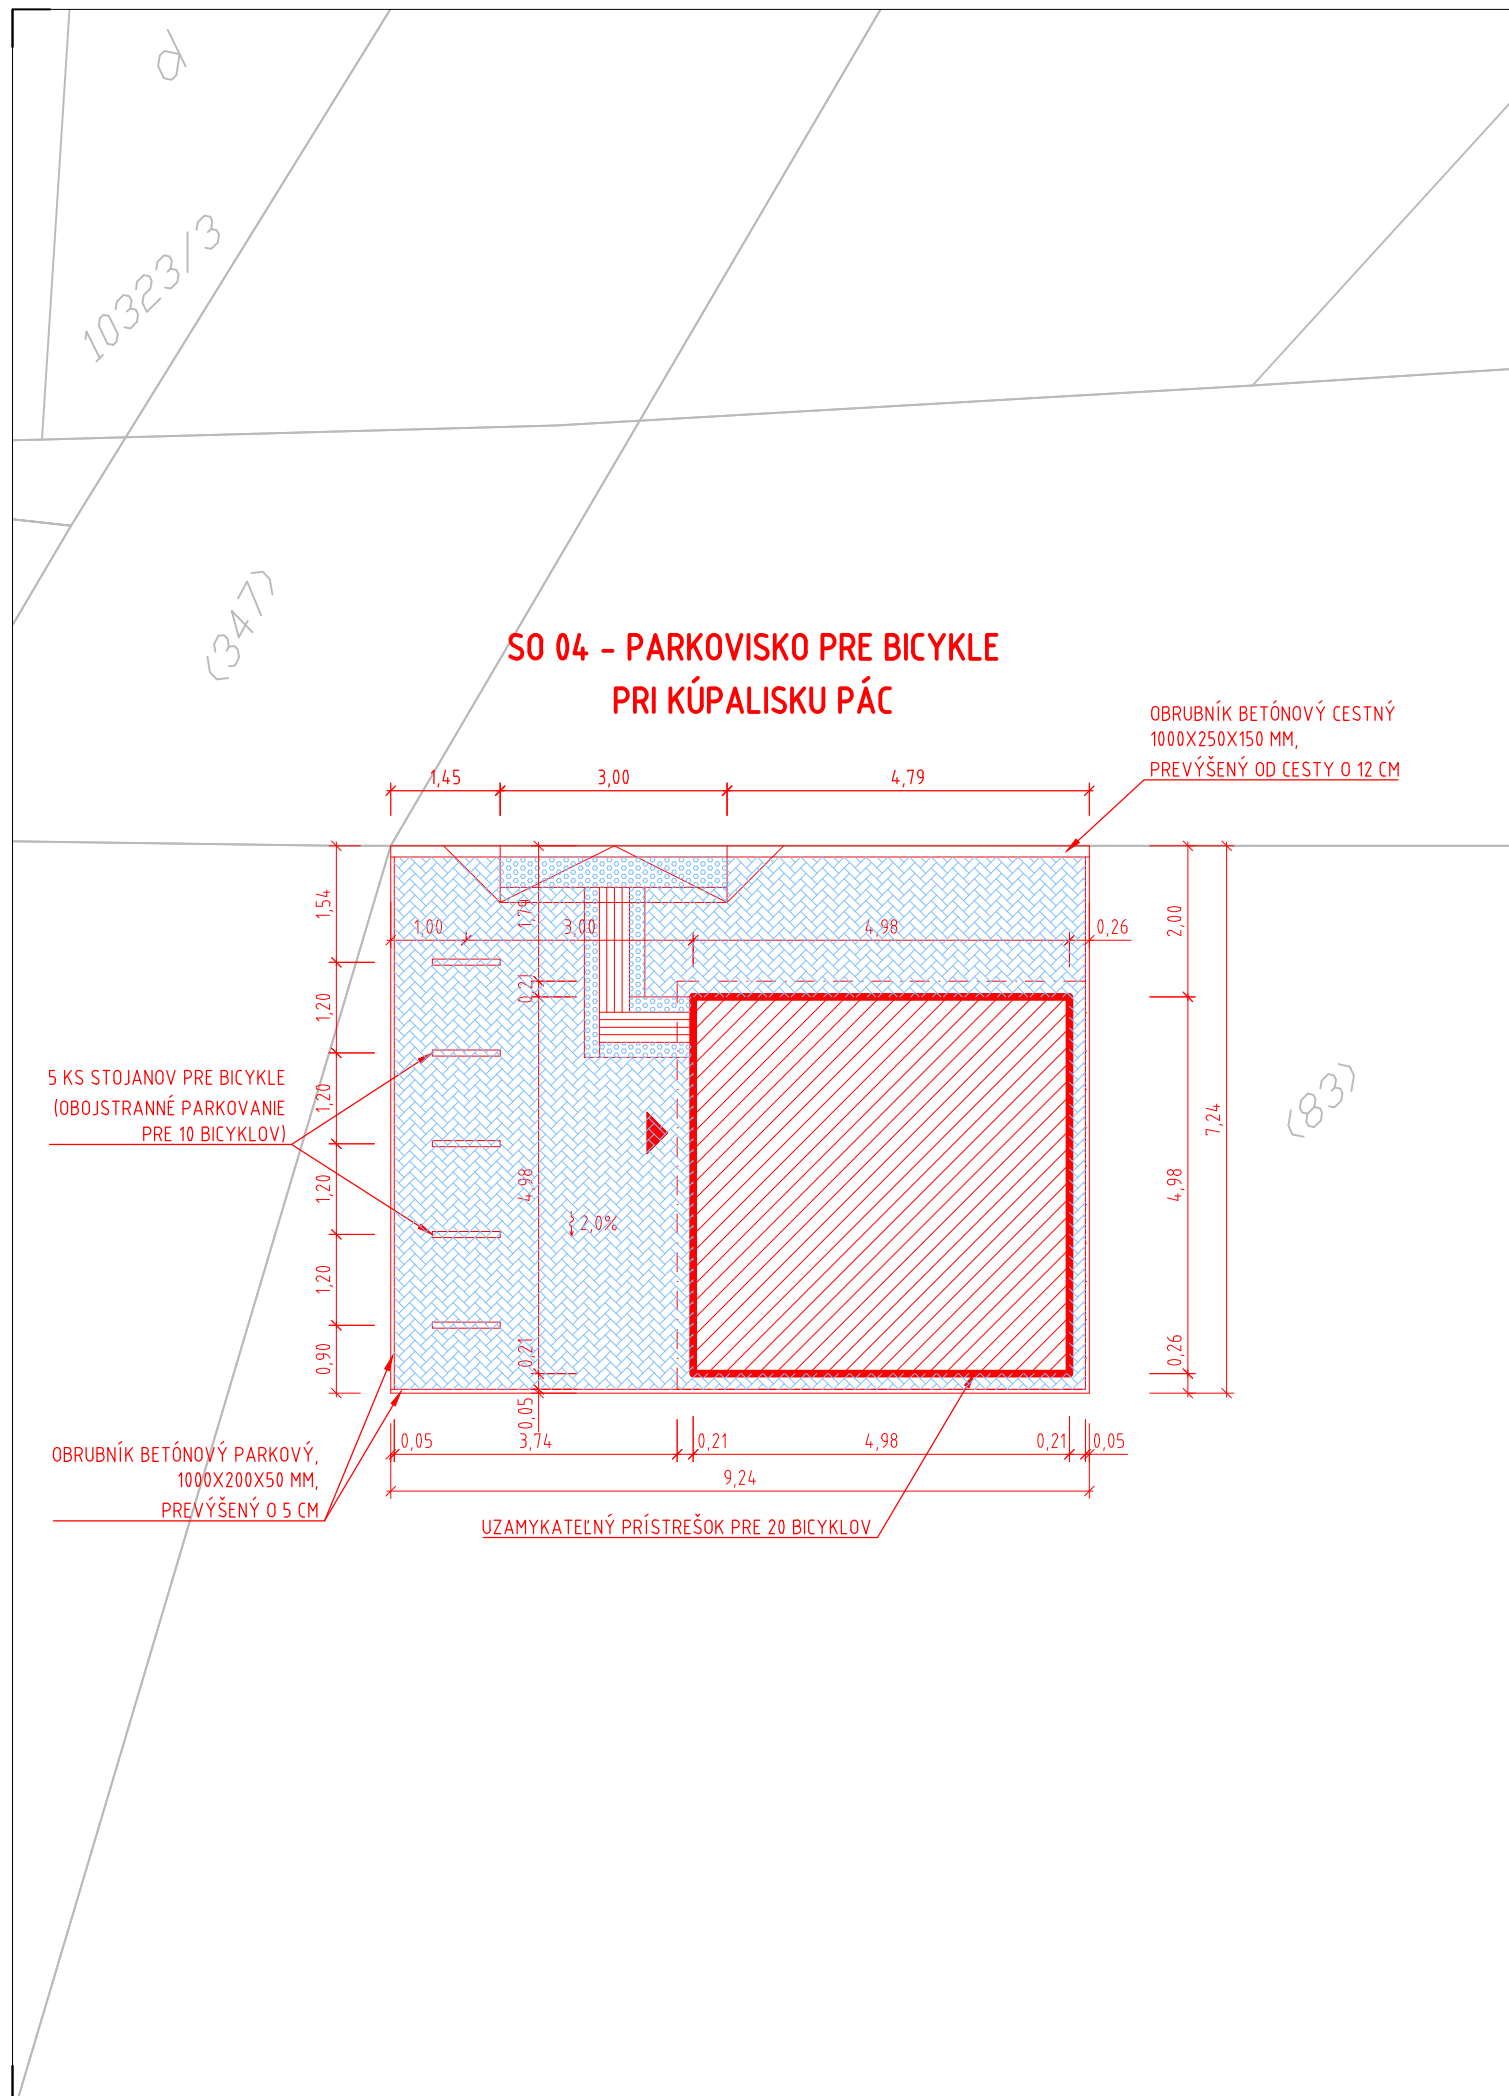 d
10323/3
(347)
SO 04 - PARKOVISKO PRE BICYKLE
PRI KÚPALISKU PÁC
OBRUBNÍK BETÓNOVÝ CESTNÝ
1000X250X150 MM,
PREVÝŠENÝ OD CESTY O 12 CM
1,45
3,00
4,79
1,54
1,20
1,20
1,20
1,20
0,90
1,79
0,21
4,98
0,21
0,05
1,00
3,00
4,98
0,26
2,00
4,98
0,26
7,24
(83)
5 KS STOJANOV PRE BICYKLE
(OBOJSTRANNÉ PARKOVANIE
PRE 10 BICYKLOV)
2,0%
0,05
3,74
0,21
4,98
0,21
0,05
9,24
OBRUBNÍK BETÓNOVÝ PARKOVÝ,
1000X200X50 MM,
PREVÝŠENÝ O 5 CM
UZAMYKATEĽNÝ PRÍSTREŠOK PRE 20 BICYKLOV